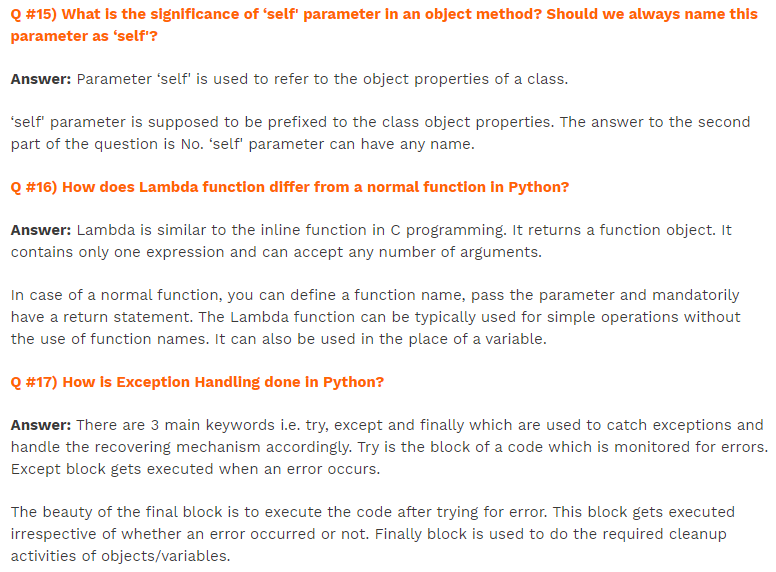 Q #15) What is the significance of ‘self' parameter in an object method? Should we always name this
parameter as ‘self'?
Answer: Parameter ‘self' is used to refer to the object properties of a class.
‘self' parameter is supposed to be prefixed to the class object properties. The answer to the second
part of the question is No. ‘self' parameter can have any name.
Q #16) How does Lambda function differ from a normal function in Python?
Answer: Lambda is similar to the inline function in C programming. It returns a function object. It
contains only one expression and can accept any number of arguments.
In case of a normal function, you can define a function name, pass the parameter and mandatorily
have a return statement. The Lambda function can be typically used for simple operations without
the use of function names. It can also be used in the place of a variable.
Q #17) How is Exception Handling done in Python?
Answer: There are 3 main keywords i.e. try, except and finally which are used to catch exceptions and
handle the recovering mechanism accordingly. Try is the block of a code which is monitored for errors.
Except block gets executed when an error occurs.
The beauty of the final block is to execute the code after trying for error. This block gets executed
irrespective of whether an error occurred or not. Finally block is used to do the required cleanup
activities of objects/variables.